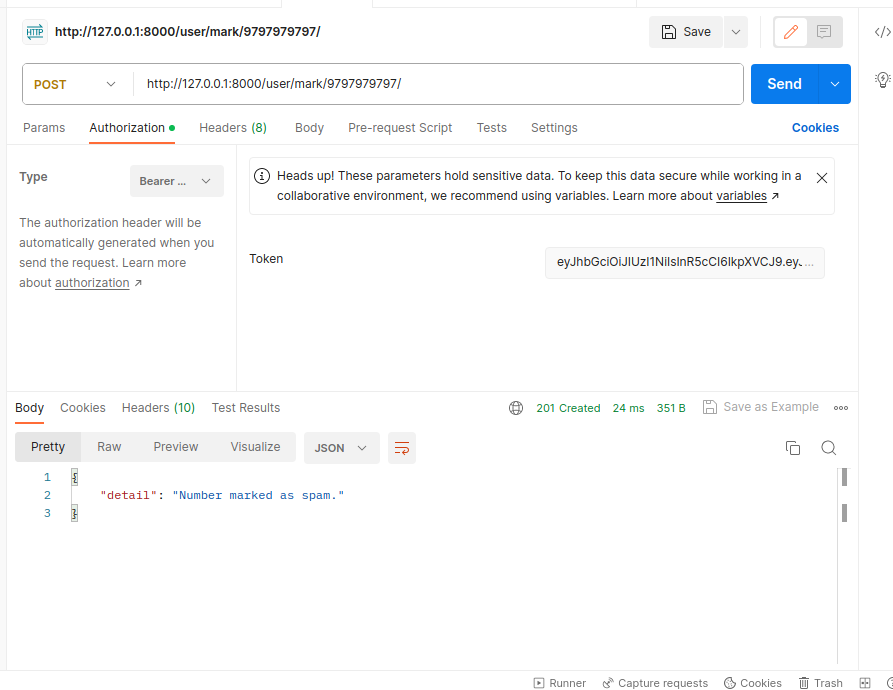 HTTP http://127.0.0.1:8000/user/mark/9797979797/ Save
POST http://127.0.0.1:8000/user/mark/9797979797/ Send
Params Authorization Headers (8) Body Pre-request Script Tests Settings Cookies
Type Bearer ...
The authorization header will be
automatically generated when you
send the request. Learn more
about authorization ↗
Heads up! These parameters hold sensitive data. To keep this data secure while working in a
collaborative environment, we recommend using variables. Learn more about variables ↗
Token eyJhbGciOiJIUzI1NiIsInR5cCI6IkpXVCJ9.eyJ...
Body Cookies Headers (10) Test Results 201 Created 24 ms 351 B Save as Example
Pretty Raw Preview Visualize JSON
1 {
2 "detail": "Number marked as spam."
3 }
Runner Capture requests Cookies Trash